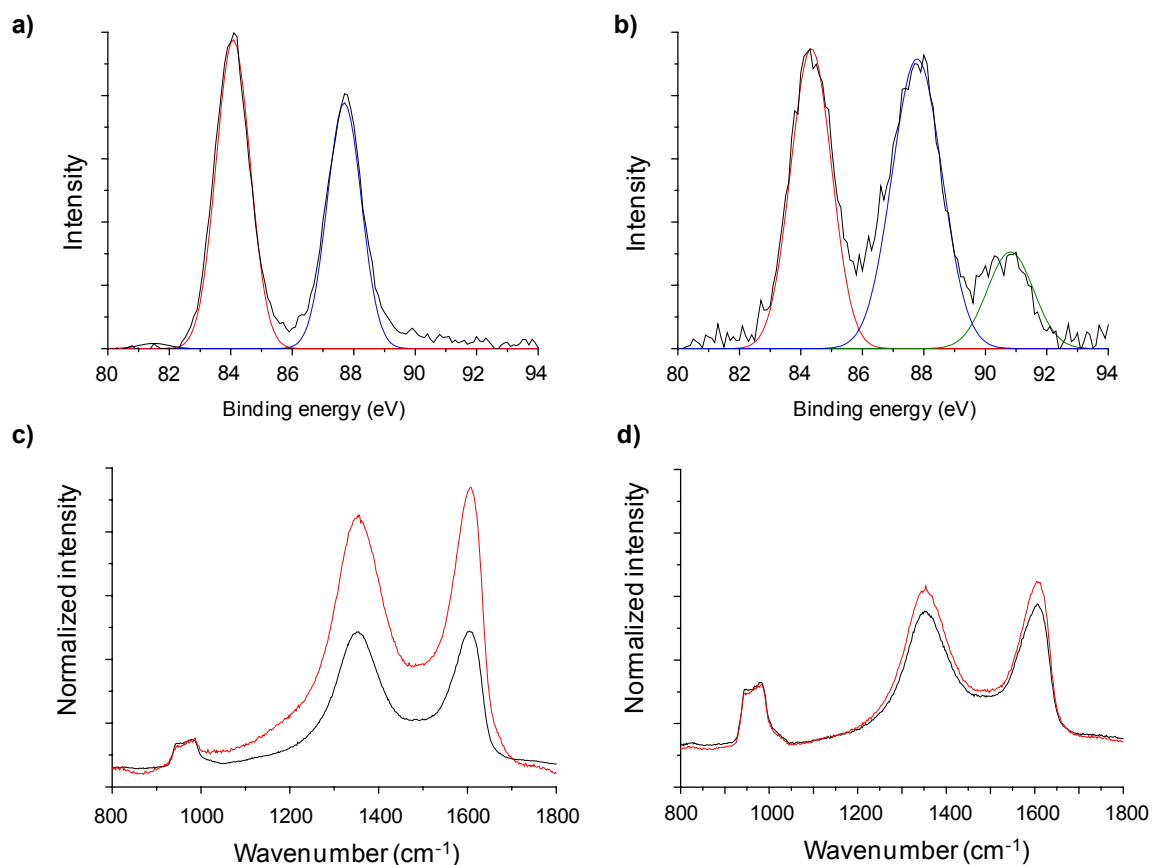 a)
Intensity
80 82 84 86 88 90 92 94
Binding energy (eV)
b)
Intensity
80 82 84 86 88 90 92 94
Binding energy (eV)
c)
Normalized intensity
800 1000 1200 1400 1600 1800
Wavenumber (cm⁻¹)
d)
Normalized intensity
800 1000 1200 1400 1600 1800
Wavenumber (cm⁻¹)